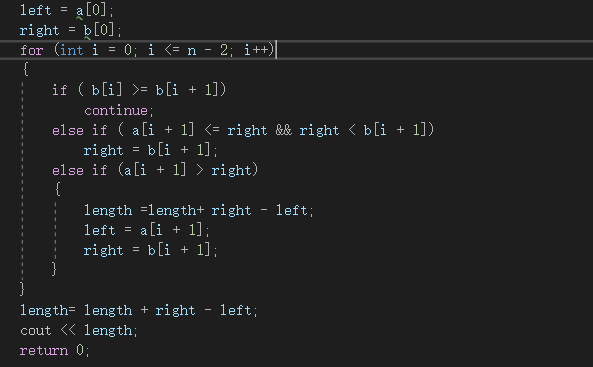 left = a[0];
right = b[0];
for (int i = 0; i <= n - 2; i++)
{
if ( b[i] >= b[i + 1])
continue;
else if ( a[i + 1] <= right && right < b[i + 1])
right = b[i + 1];
else if (a[i + 1] > right)
{
length =length+ right - left;
left = a[i + 1];
right = b[i + 1];
}
}
length= length + right - left;
cout << length;
return 0;